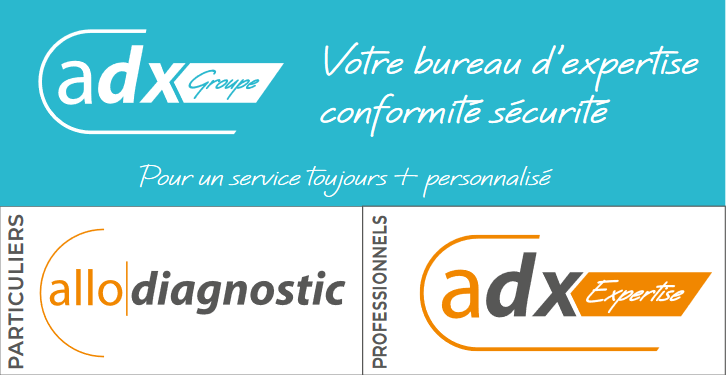 adx Groupe
Votre bureau d'expertise
conformité sécurité
Pour un service toujours + personnalisé
PARTICULIERS
allo|diagnostic
PROFESSIONNELS
adx Expertise